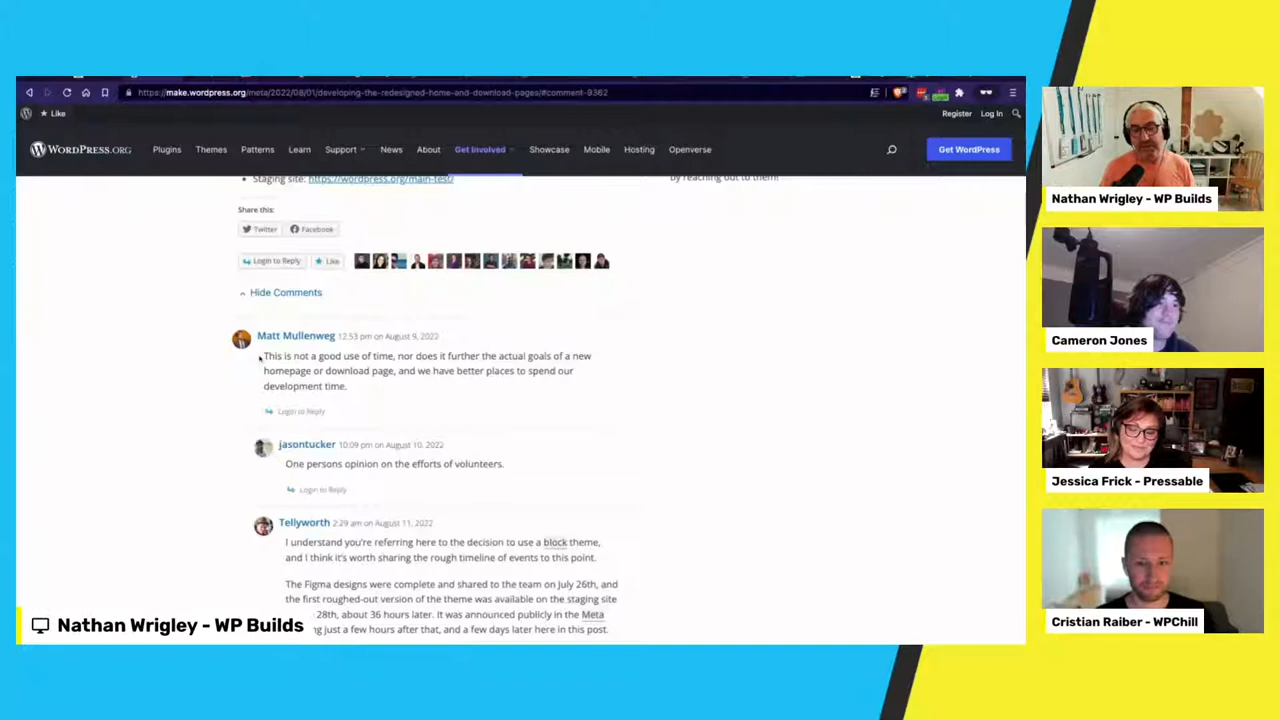 https://make.wordpress.org/meta/2022/08/01/developing-the-redesigned-home-and-download-pages/#comment-9362
Like
Register Log In
WORDPRESS.ORG Plugins Themes Patterns Learn Support News About Get Involved Showcase Mobile Hosting Openverse Get WordPress
Staging site: https://wordpress.org/main-test/
by reaching out to them!
Share this:
Twitter Facebook
Login to Reply Like
Hide Comments
Matt Mullenweg 12:53 pm on August 9, 2022
This is not a good use of time, nor does it further the actual goals of a new
homepage or download page, and we have better places to spend our
development time.
Login to Reply
jasontucker 10:09 pm on August 10, 2022
One persons opinion on the efforts of volunteers.
Login to Reply
Tellyworth 2:29 am on August 11, 2022
I understand you're referring here to the decision to use a block theme,
and I think it's worth sharing the rough timeline of events to this point.
The Figma designs were complete and shared to the team on July 26th, and
the first roughed-out version of the theme was available on the staging site
28th, about 36 hours later. It was announced publicly in the Meta
just a few hours after that, and a few days later here in this post.
Nathan Wrigley - WP Builds
Nathan Wrigley - WP Builds
Cameron Jones
Jessica Frick - Pressable
Cristian Raiber - WPChill